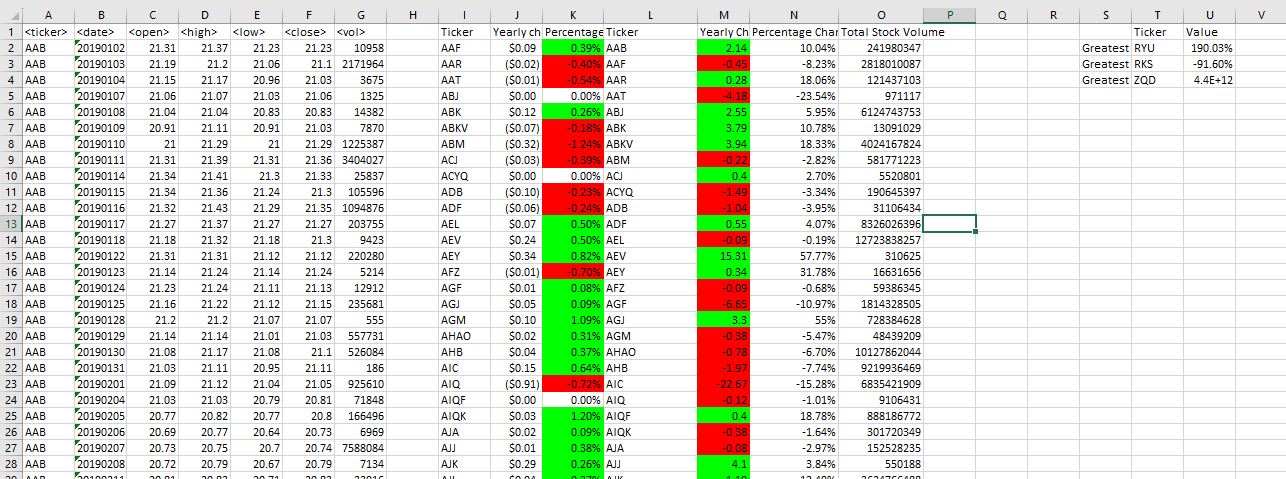 A B C D E F G H I J K L M N O P Q R S T U V
1 <ticker> <date> <open> <high> <low> <close> <vol> Ticker Yearly ch Percentage Ticker Yearly Ch Percentage Char Total Stock Volume Ticker Value
2 AAB 20190102 21.31 21.37 21.23 21.23 10958 AAF $0.09 0.39% AAB 2.14 10.04% 241980347 Greatest RYU 190.03%
3 AAB 20190103 21.19 21.2 21.06 21.1 2171964 AAR ($0.02) -0.40% AAF -0.45 -8.23% 2818010087 Greatest RKS -91.60%
4 AAB 20190104 21.15 21.17 20.96 21.03 3675 AAT ($0.01) -0.54% AAR 0.28 18.06% 121437103 Greatest ZQD 4.4E+12
5 AAB 20190107 21.06 21.07 21.03 21.06 1325 ABJ $0.00 0.00% AAT -4.18 -23.54% 971117
6 AAB 20190108 21.04 21.04 20.83 20.83 14382 ABK $0.12 0.26% ABJ 2.55 5.95% 6124743753
7 AAB 20190109 20.91 21.11 20.91 21.03 7870 ABKV ($0.07) -0.18% ABK 3.79 10.78% 13091029
8 AAB 20190110 21 21.29 21 21.29 1225387 ABM ($0.32) -1.24% ABKV 3.94 18.33% 4024167824
9 AAB 20190111 21.31 21.39 21.31 21.36 3404027 ACJ ($0.03) -0.39% ABM -0.22 -2.82% 581771223
10 AAB 20190114 21.34 21.41 21.3 21.33 25837 ACYQ $0.00 0.00% ACJ 0.4 2.70% 5520801
11 AAB 20190115 21.34 21.36 21.24 21.3 105596 ADB ($0.10) -0.23% ACYQ -1.49 -3.34% 190645397
12 AAB 20190116 21.32 21.43 21.29 21.35 1094876 ADF ($0.06) -0.24% ADB -1.04 -3.95% 31106434
13 AAB 20190117 21.27 21.37 21.27 21.27 203755 AEL $0.07 0.50% ADF 0.55 4.07% 8326026396
14 AAB 20190118 21.18 21.32 21.18 21.3 9423 AEV $0.24 0.50% AEL -0.09 -0.19% 12723838257
15 AAB 20190122 21.31 21.31 21.12 21.12 220280 AEY $0.34 0.82% AEV 15.31 57.77% 310625
16 AAB 20190123 21.14 21.24 21.14 21.24 5214 AFZ ($0.01) -0.70% AEY 0.34 31.78% 16631656
17 AAB 20190124 21.23 21.24 21.11 21.13 12912 AGF $0.01 0.08% AFZ -0.09 -0.68% 59386345
18 AAB 20190125 21.16 21.22 21.12 21.15 235681 AGJ $0.05 0.09% AGF -6.65 -10.97% 1814328505
19 AAB 20190128 21.2 21.2 21.07 21.07 555 AGM $0.10 1.09% AGJ 3.3 55% 728384628
20 AAB 20190129 21.14 21.14 21.01 21.03 557731 AHAO $0.02 0.31% AGM -0.38 -5.47% 48439209
21 AAB 20190130 21.08 21.17 21.08 21.1 526084 AHB $0.04 0.37% AHAO -0.78 -6.70% 10127862044
22 AAB 20190131 21.03 21.11 20.95 21.11 186 AIC $0.15 0.64% AHB -1.97 -7.74% 9219936469
23 AAB 20190201 21.09 21.12 21.04 21.05 925610 AIQ ($0.91) -0.72% AIC -22.67 -15.28% 6835421909
24 AAB 20190204 21.03 21.03 20.79 20.81 71848 AIQF $0.00 0.00% AIQ -0.12 -1.01% 9106431
25 AAB 20190205 20.77 20.82 20.77 20.8 166496 AIQK $0.03 1.20% AIQF 0.4 18.78% 888186772
26 AAB 20190206 20.69 20.77 20.64 20.73 6969 AJA $0.02 0.09% AIQK -0.38 -1.64% 301720349
27 AAB 20190207 20.73 20.75 20.7 20.74 7588084 AJJ $0.01 0.38% AJA -0.08 -2.97% 152528235
28 AAB 20190208 20.72 20.79 20.67 20.79 7134 AJK $0.29 0.26% AJJ 4.1 3.84% 550188